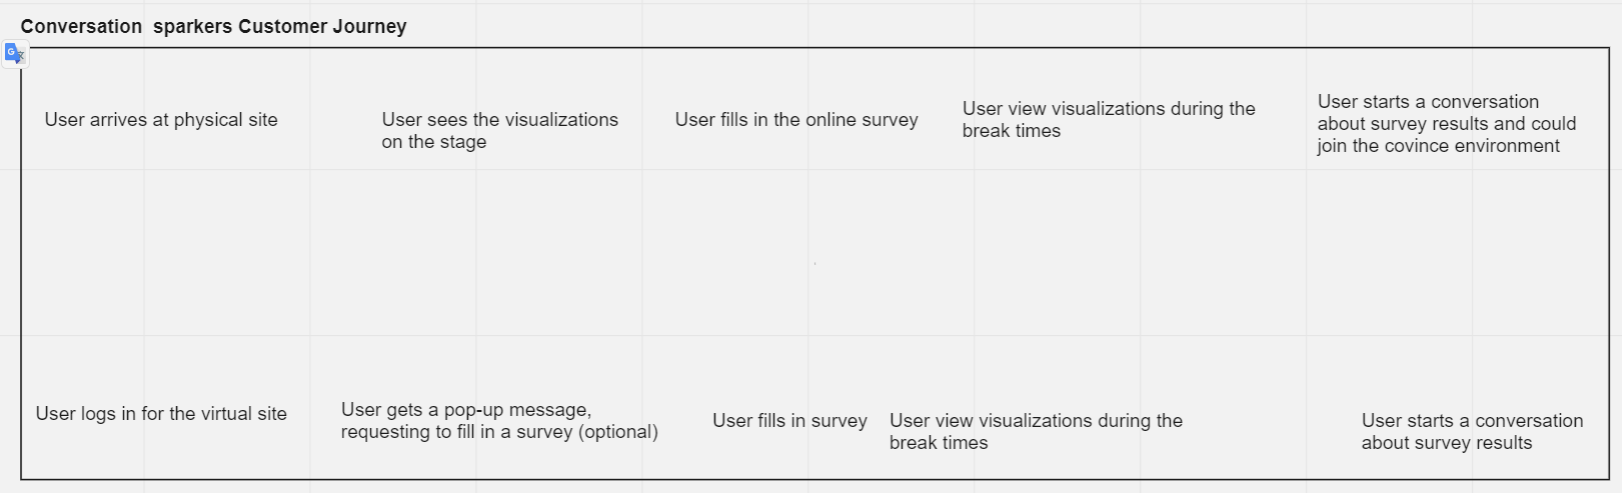 Conversation  sparkers Customer Journey
User arrives at physical site
User sees the visualizations
on the stage
User fills in the online survey
User view visualizations during the
break times
User starts a conversation
about survey results and could
join the covince environment
User logs in for the virtual site
User gets a pop-up message,
requesting to fill in a survey (optional)
User fills in survey
User view visualizations during the
break times
User starts a conversation
about survey results